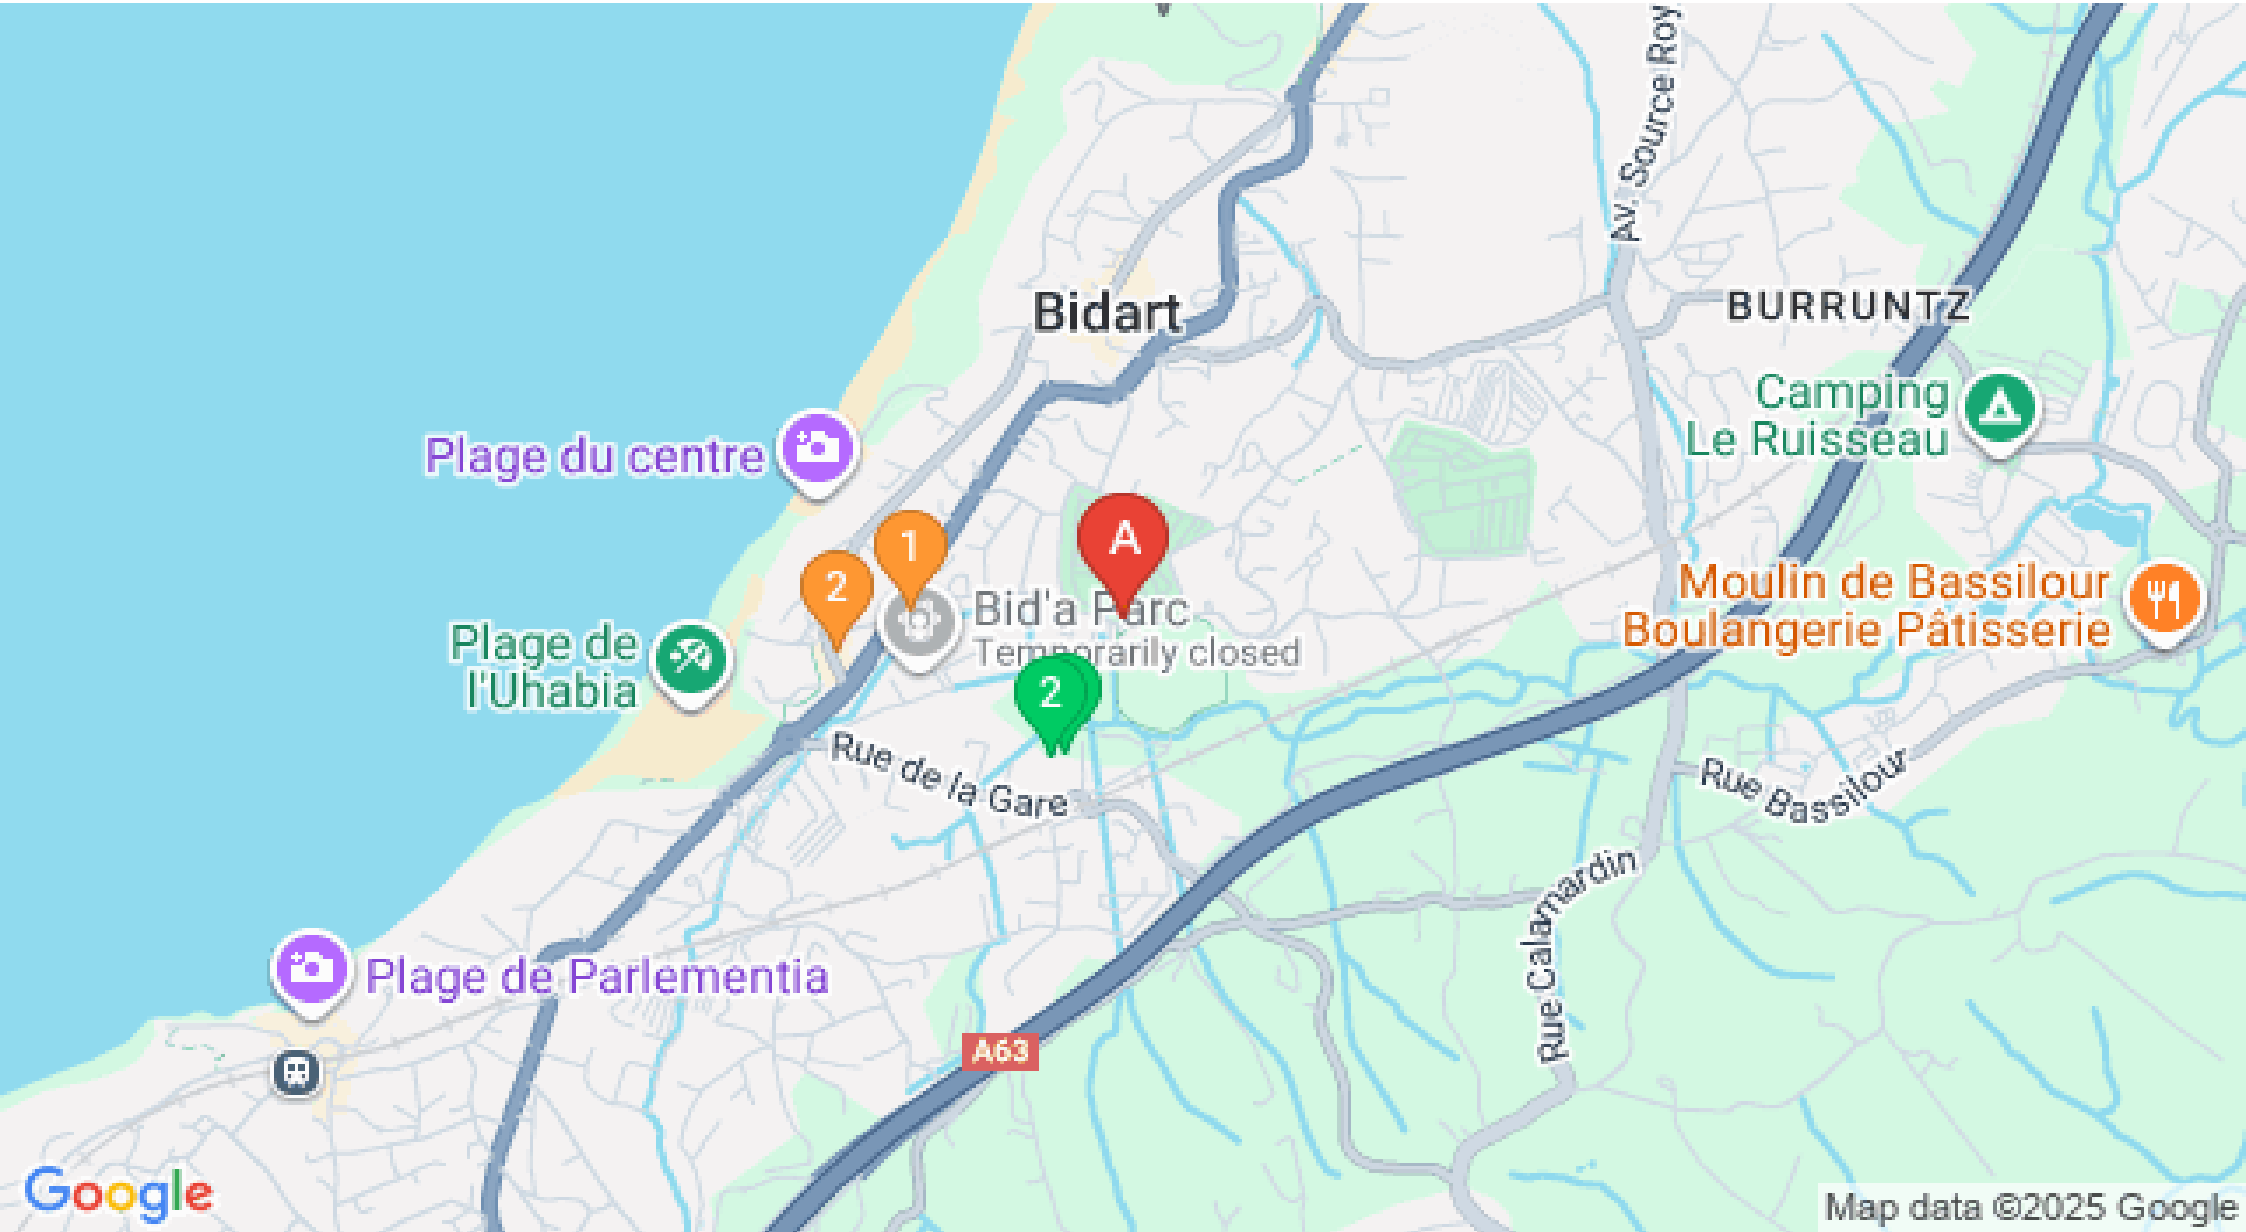 Av. Source Roy
Bidart
BURRUNTZ
Camping
Le Ruisseau
Plage du centre
1
A
2
Bid'a Parc
Temporarily closed
Moulin de Bassilour
Boulangerie Pâtisserie
Plage de
l'Uhabia
2
Rue de la Gare
Rue Bassilour
Rue Calamardin
Plage de Parlementia
A63
Google
Map data ©2025 Google